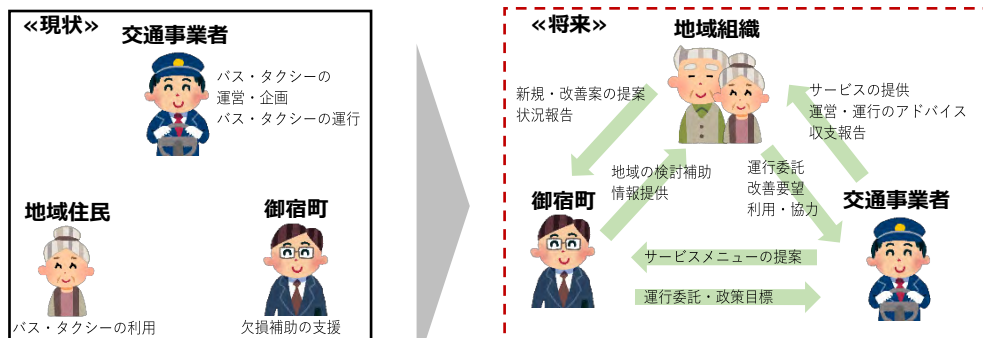 ≪現状≫
交通事業者
バス・タクシーの
運営・企画
バス・タクシーの運行
地域住民
バス・タクシーの利用
御宿町
欠損補助の支援
≪将来≫
地域組織
新規・改善案の提案
状況報告
サービスの提供
運営・運行のアドバイス
収支報告
地域の検討補助
情報提供
運行委託
改善要望
利用・協力
御宿町
交通事業者
サービスメニューの提案
運行委託・政策目標